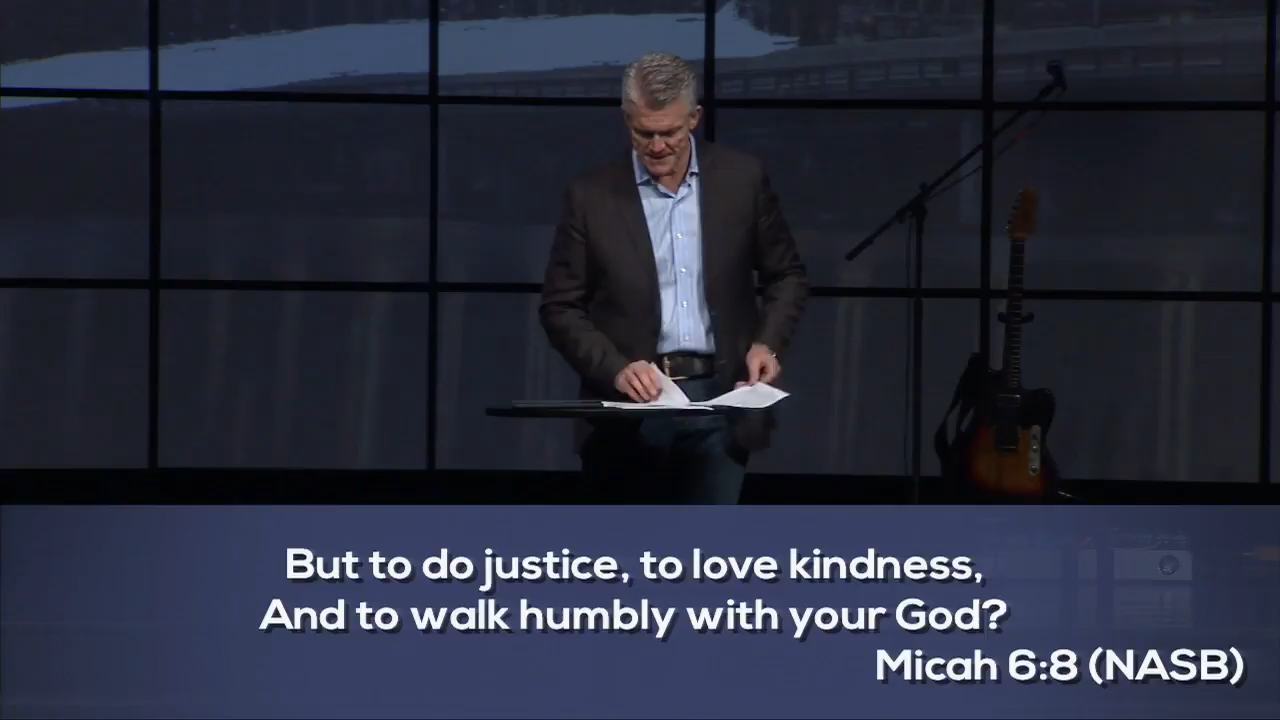 But to do justice, to love kindness,
And to walk humbly with your God?
Micah 6:8 (NASB)